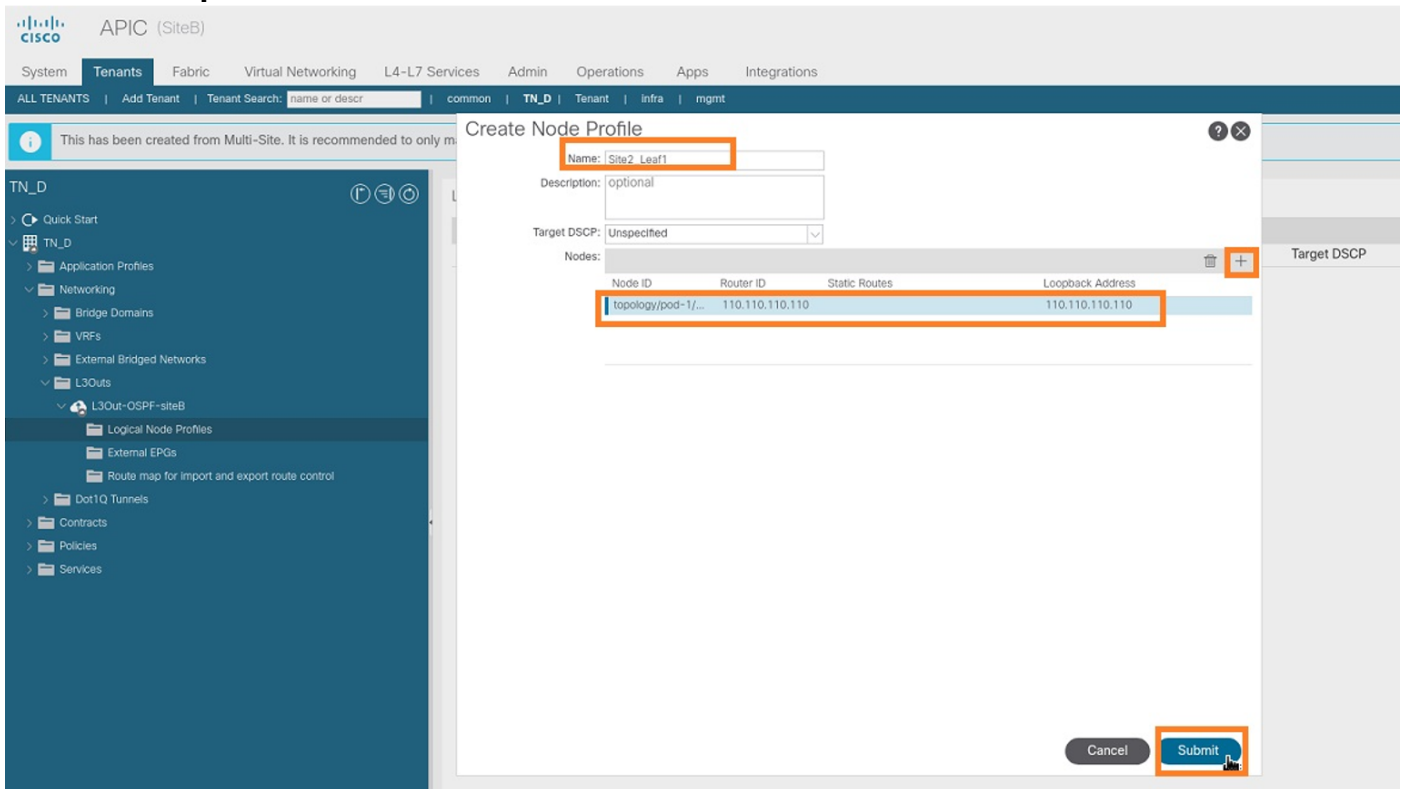 CISCO
APIC (SiteB)
System Tenants Fabric Virtual Networking L4-L7 Services Admin Operations Apps Integrations
ALL TENANTS | Add Tenant | Tenant Search: name or descr | common | TN_D | Tenant | infra | mgmt
This has been created from Multi-Site. It is recommended to only m
Create Node Profile
Name: Site2_Leaf1
Description: optional
Target DSCP: Unspecified
Nodes:
Node ID Router ID Static Routes Loopback Address
topology/pod-1/... 110.110.110.110 110.110.110.110
Target DSCP
TN_D
Quick Start
TN_D
Application Profiles
Networking
Bridge Domains
VRFs
External Bridged Networks
L3Outs
L3Out-OSPF-siteB
Logical Node Profiles
External EPGs
Route map for import and export route control
Dot1Q Tunnels
Contracts
Policies
Services
Cancel Submit